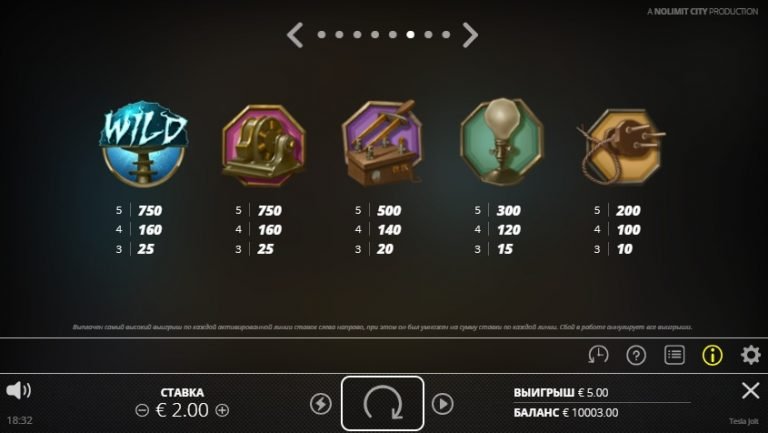 A NOLIMIT CITY PRODUCTION
WILD
5 750 5 750 5 500 5 300 5 200
4 160 4 160 4 140 4 120 4 100
3 25 3 25 3 20 3 15 3 10
Выплачен самый высокий выигрыш по каждой активированной линии ставок слева направо, при этом он был умножен на сумму ставки по каждой линии. Сбой в работе аннулирует все выигрыши.
СТАВКА
€ 2.00
ВЫИГРЫШ € 5.00
БАЛАНС € 10003.00
18:32
Tesla Jolt